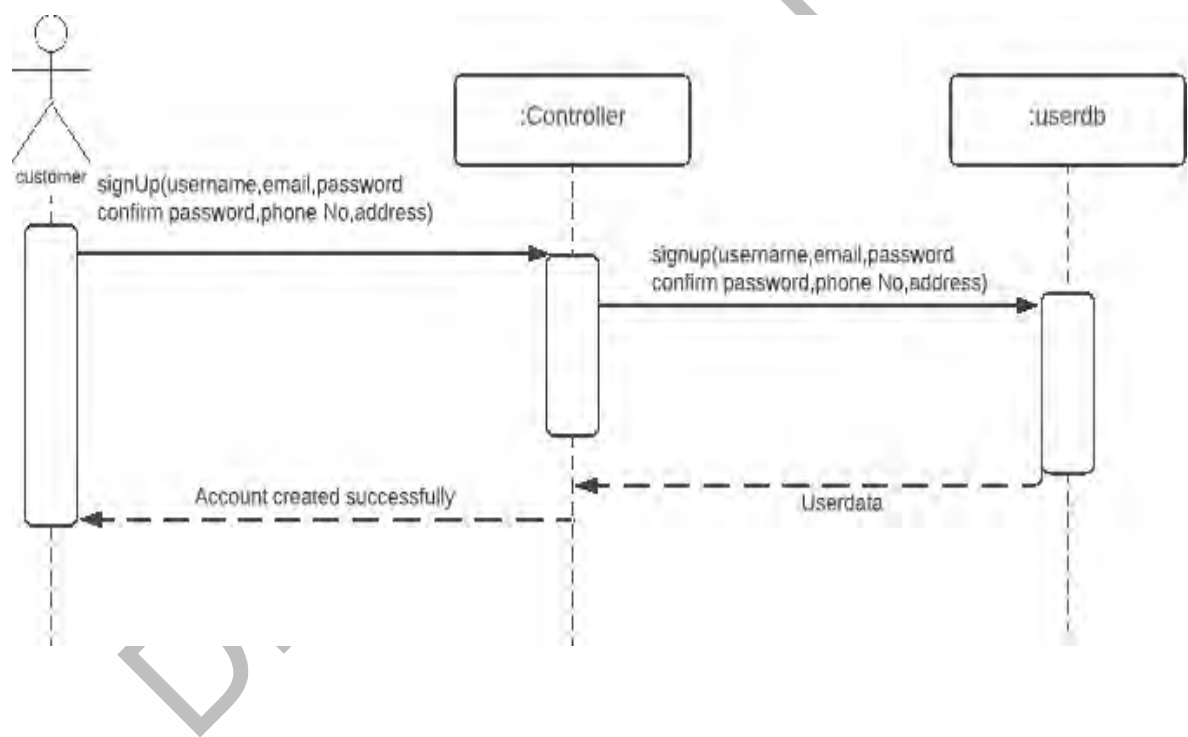 :Controller
:userdb
customer
signUp(username,email,password
confirm password,phone No,address)
signup(username,email,password
confirm password,phone No,address)
Account created successfully
Userdata